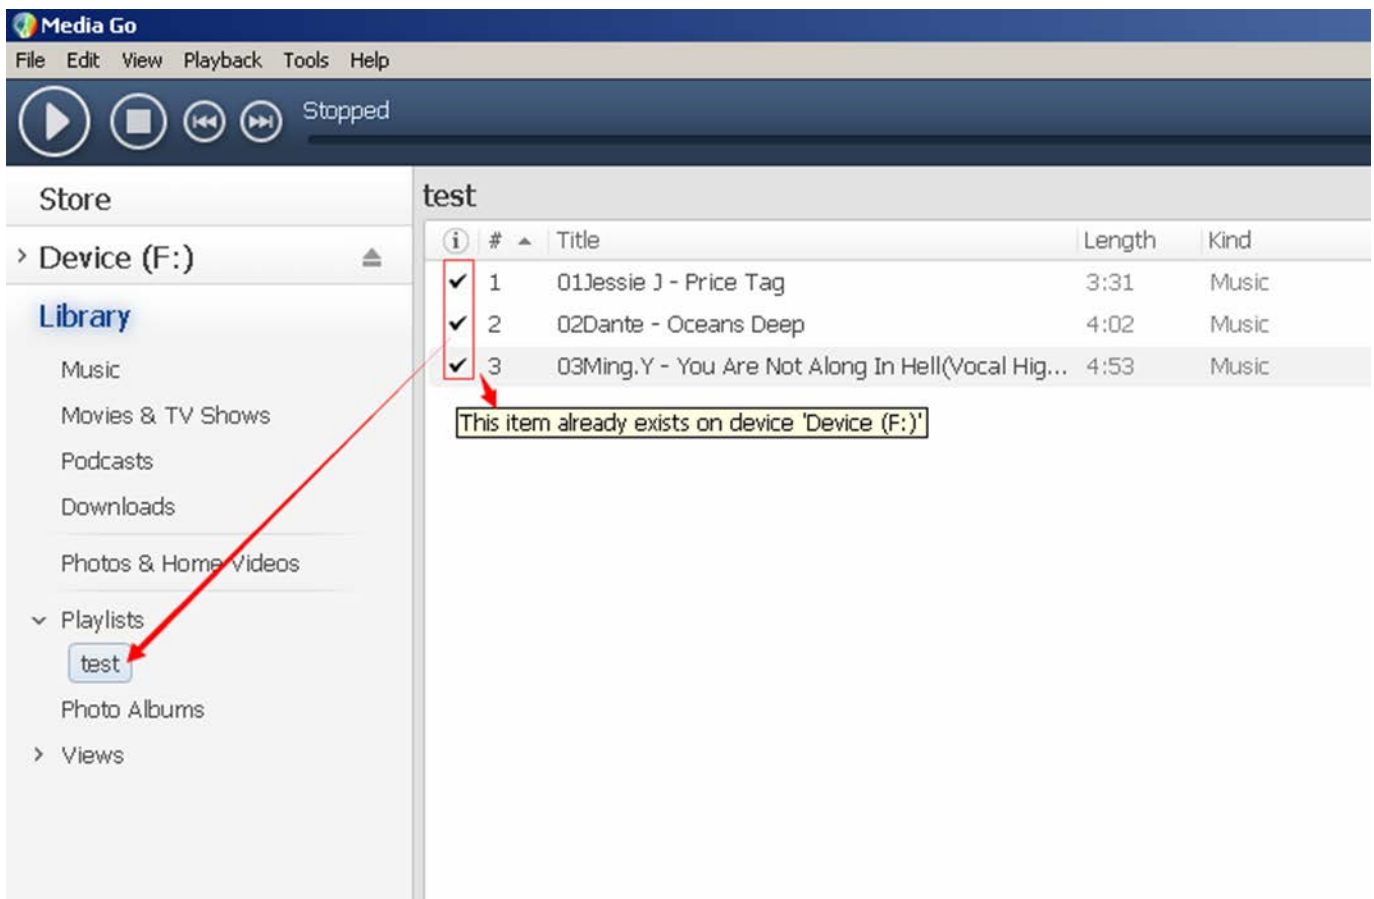 Media Go
File Edit View Playback Tools Help
Stopped
Store
Device (F:)
Library
Music
Movies & TV Shows
Podcasts
Downloads
Photos & Home Videos
Playlists
test
Photo Albums
Views
test
i # Title Length Kind
1 01Jessie J - Price Tag 3:31 Music
2 02Dante - Oceans Deep 4:02 Music
3 03Ming.Y - You Are Not Along In Hell(Vocal Hig... 4:53 Music
This item already exists on device 'Device (F:)'